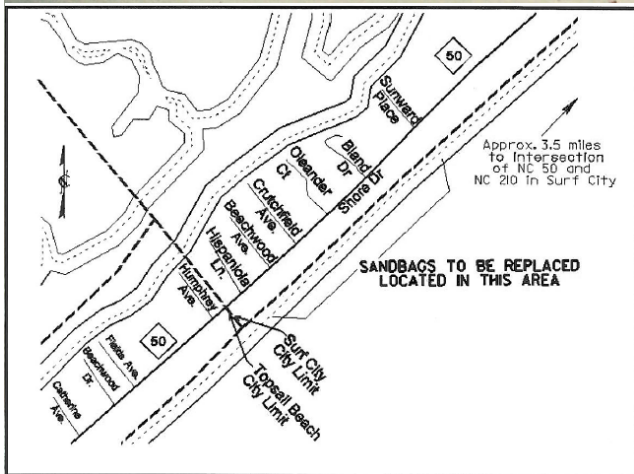 50
Sunward
Place
Bland
Dr
Shore Dr
Oleander
Ct
Crutchfield
Ave.
Beachwood
Ave.
Hispaniola
Ln.
Humphrey
Ave.
50
Fields Ave.
Beachwood
Dr.
Catherine
Ave.
Approx. 3.5 miles
to intersection
of NC 50 and
NC 210 in Surf City
SANDBAGS TO BE REPLACED
LOCATED IN THIS AREA
Surf City
City Limit
Topsail Beach
City Limit